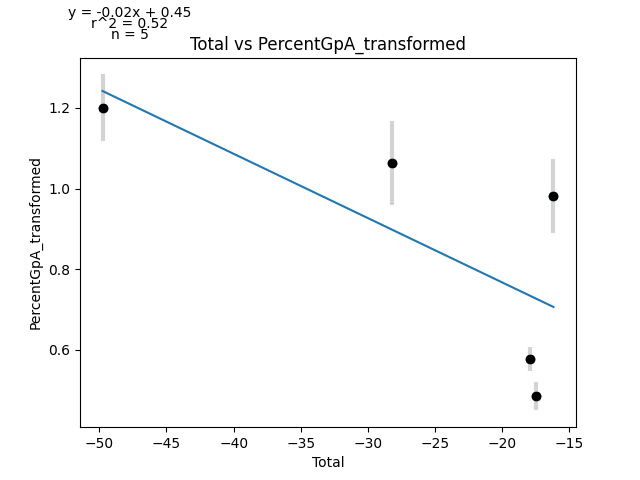 y = -0.02x + 0.45
r^2 = 0.52
n = 5
Total vs PercentGpA_transformed
PercentGpA_transformed
1.2
1.0
0.8
0.6
−50
−45
−40
−35
−30
−25
−20
−15
Total